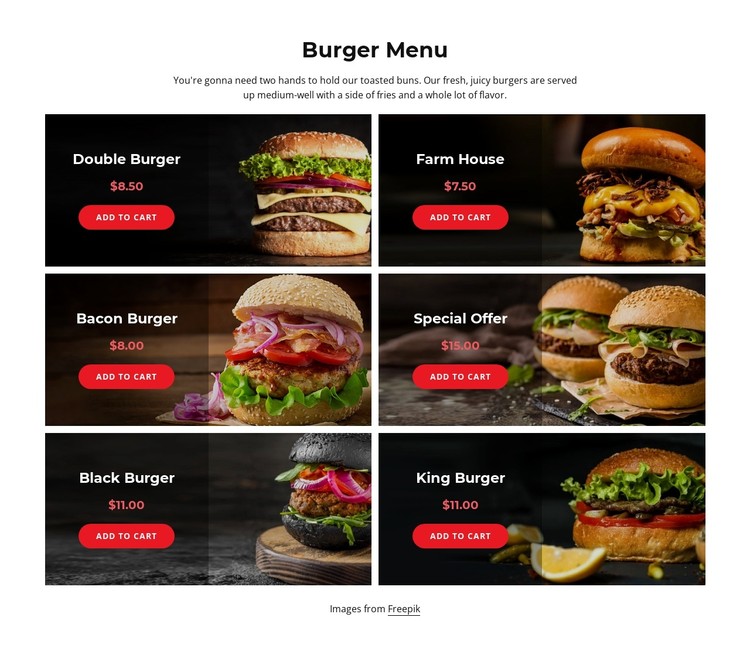 Burger Menu
You're gonna need two hands to hold our toasted buns. Our fresh, juicy burgers are served
up medium-well with a side of fries and a whole lot of flavor.
Double Burger
$8.50
ADD TO CART
Farm House
$7.50
ADD TO CART
Bacon Burger
$8.00
ADD TO CART
Special Offer
$15.00
ADD TO CART
Black Burger
$11.00
ADD TO CART
King Burger
$11.00
ADD TO CART
Images from Freepik